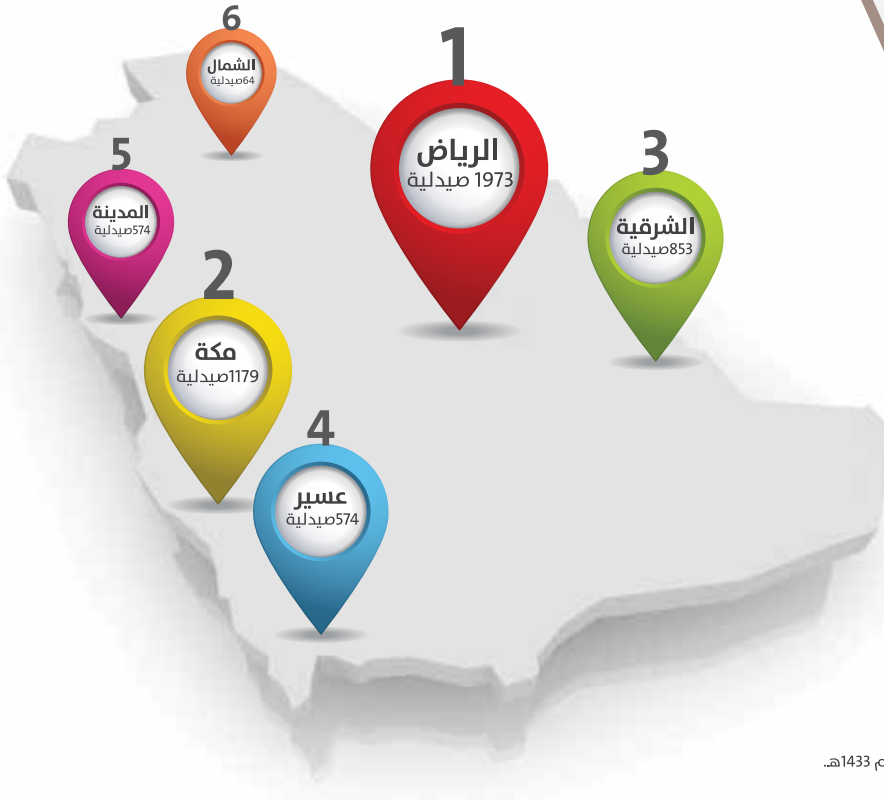 1
الرياض
1973 صيدلية
2
مكة
1179صيدلية
3
الشرقية
853صيدلية
4
عسير
574صيدلية
5
المدينة
574صيدلية
6
الشمال
64صيدلية
م 1433هـ.